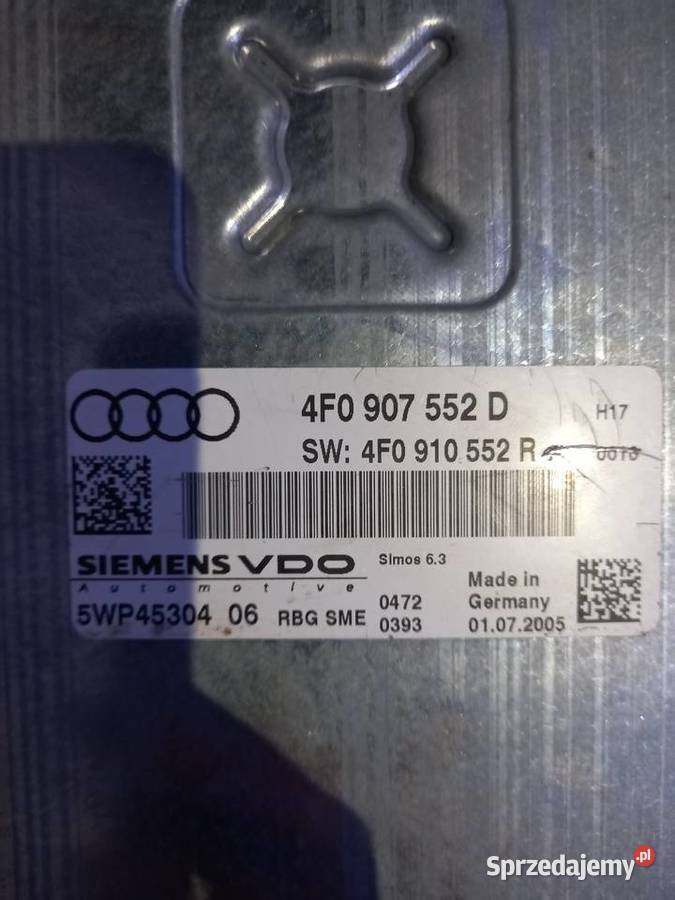 4F0 907 552 D H17
SW: 4F0 910 552 R 0013
SIEMENS VDO Simos 6.3
Automotive
5WP45304 06 RBG SME
0472
0393
Made in
Germany
01.07.2005
Sprzedajemy.pl